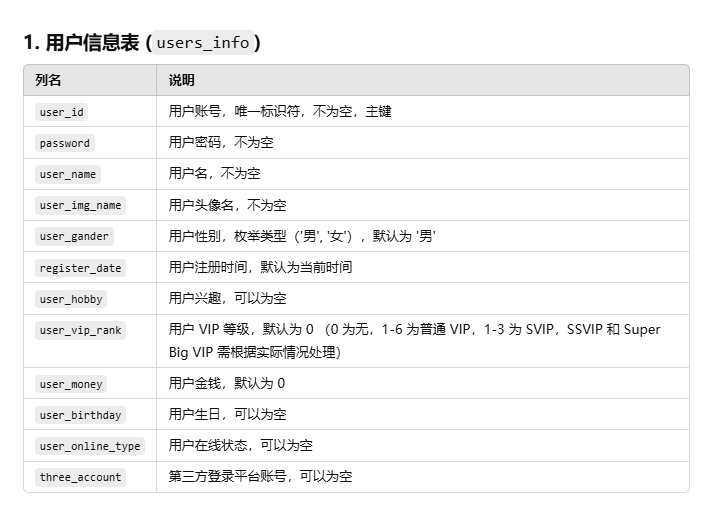 1. 用户信息表 (users_info)
列名 说明
user_id 用户账号，唯一标识符，不为空，主键
password 用户密码，不为空
user_name 用户名，不为空
user_img_name 用户头像名，不为空
user_gander 用户性别，枚举类型（'男', '女'），默认为 '男'
register_date 用户注册时间，默认为当前时间
user_hobby 用户兴趣，可以为空
user_vip_rank 用户 VIP 等级，默认为 0 （0 为无，1-6 为普通 VIP，1-3 为 SVIP，SSVIP 和 Super
Big VIP 需根据实际情况处理）
user_money 用户金钱，默认为 0
user_birthday 用户生日，可以为空
user_online_type 用户在线状态，可以为空
three_account 第三方登录平台账号，可以为空